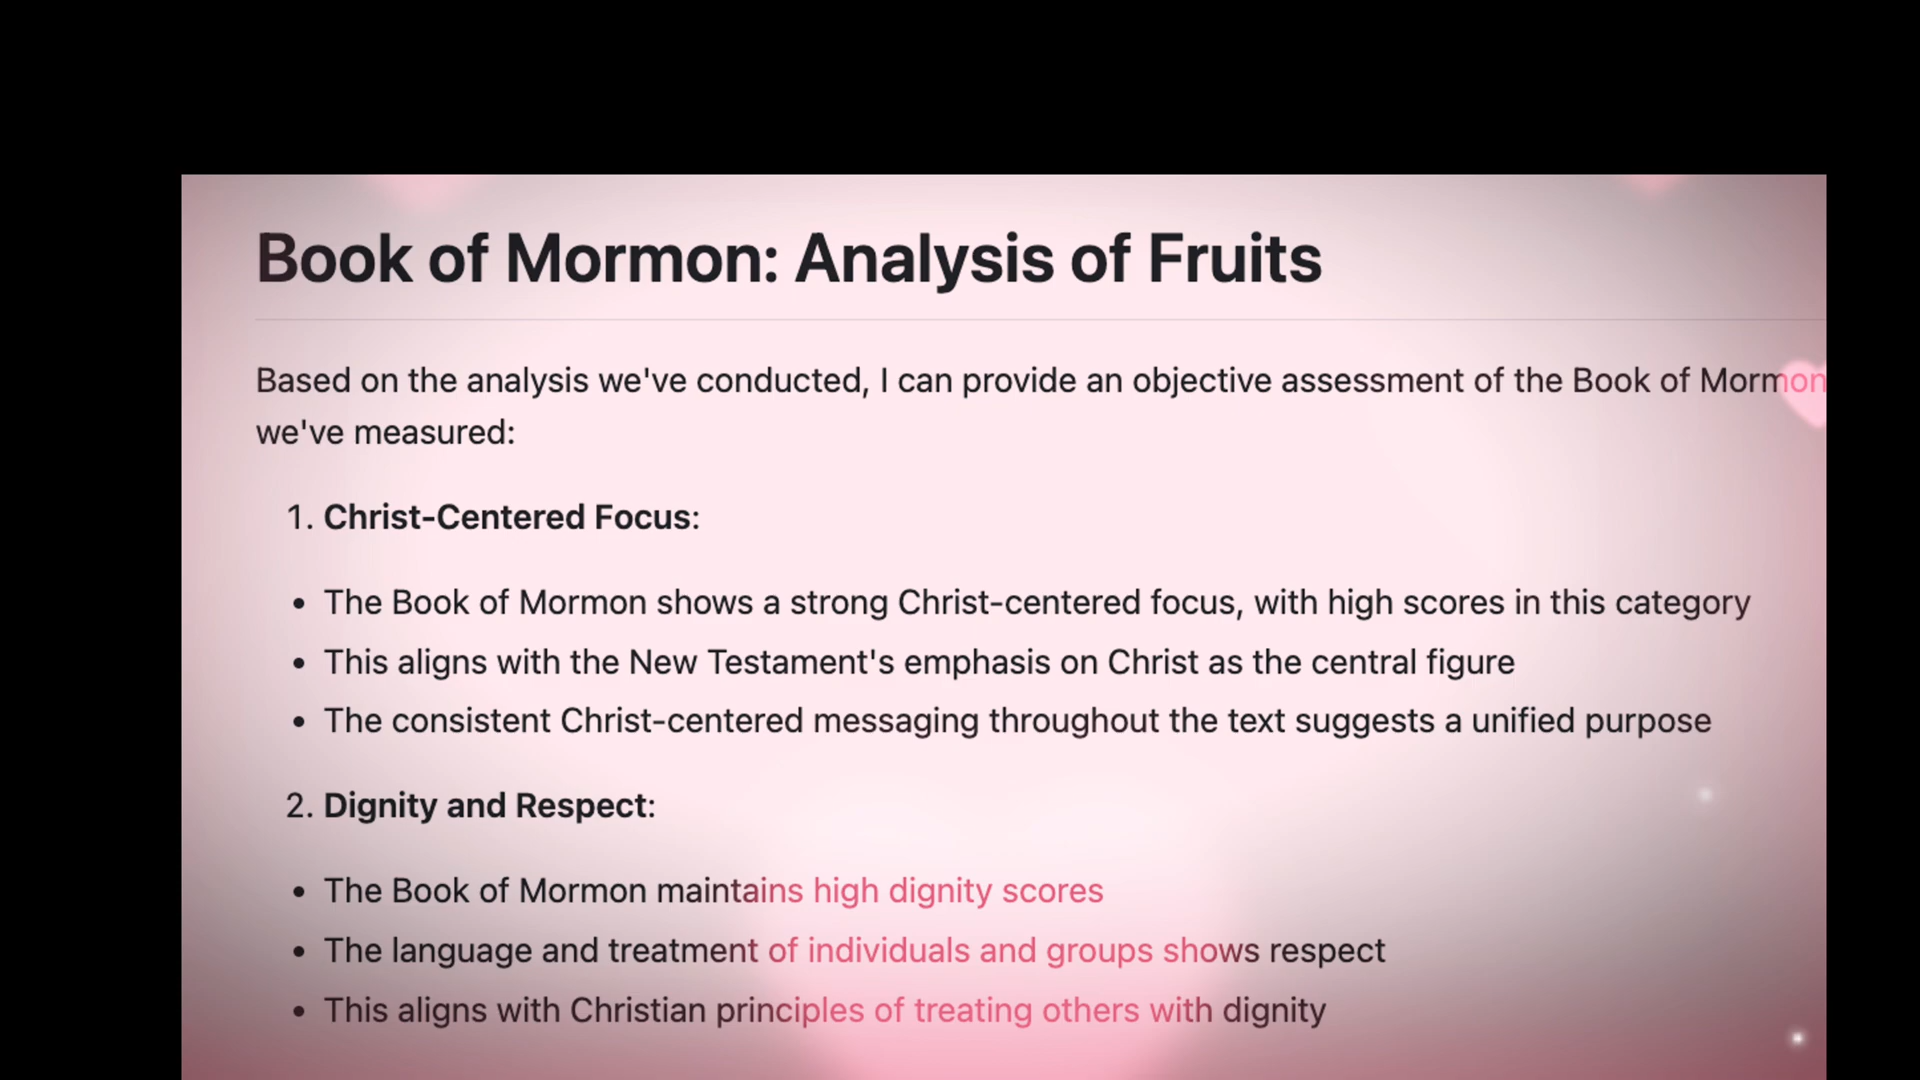 Book of Mormon: Analysis of Fruits
Based on the analysis we've conducted, I can provide an objective assessment of the Book of Mormon
we've measured:
1. Christ-Centered Focus:
• The Book of Mormon shows a strong Christ-centered focus, with high scores in this category
• This aligns with the New Testament's emphasis on Christ as the central figure
• The consistent Christ-centered messaging throughout the text suggests a unified purpose
2. Dignity and Respect:
• The Book of Mormon maintains high dignity scores
• The language and treatment of individuals and groups shows respect
• This aligns with Christian principles of treating others with dignity